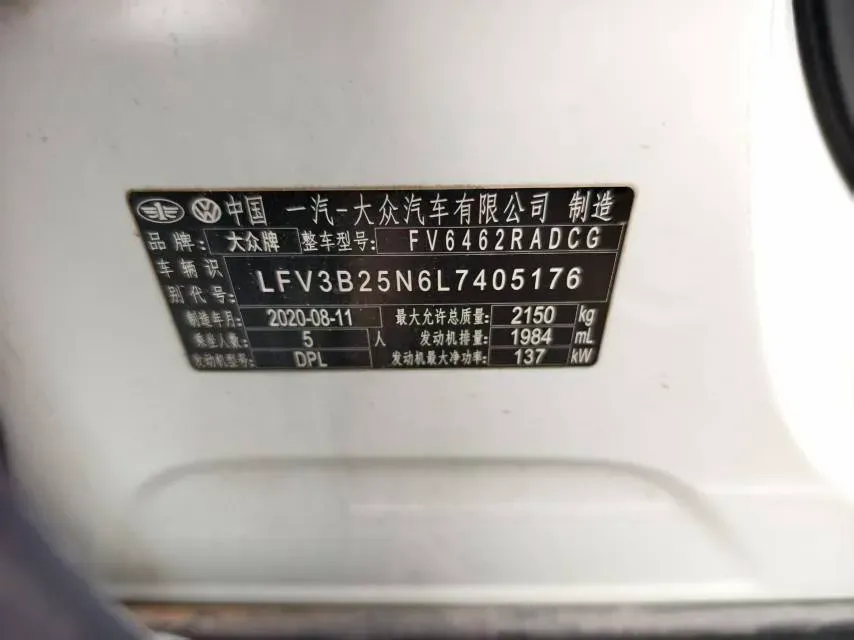 中国 一汽-大众汽车有限公司 制造
品牌: 大众牌 整车型号: FV6462RADCG
车辆识别代号: LFV3B25N6L7405176
制造年月: 2020-08-11 最大允许总质量: 2150 kg
乘坐人数: 5 人 发动机排量: 1984 mL
发动机型号: DPL 发动机最大净功率: 137 kW